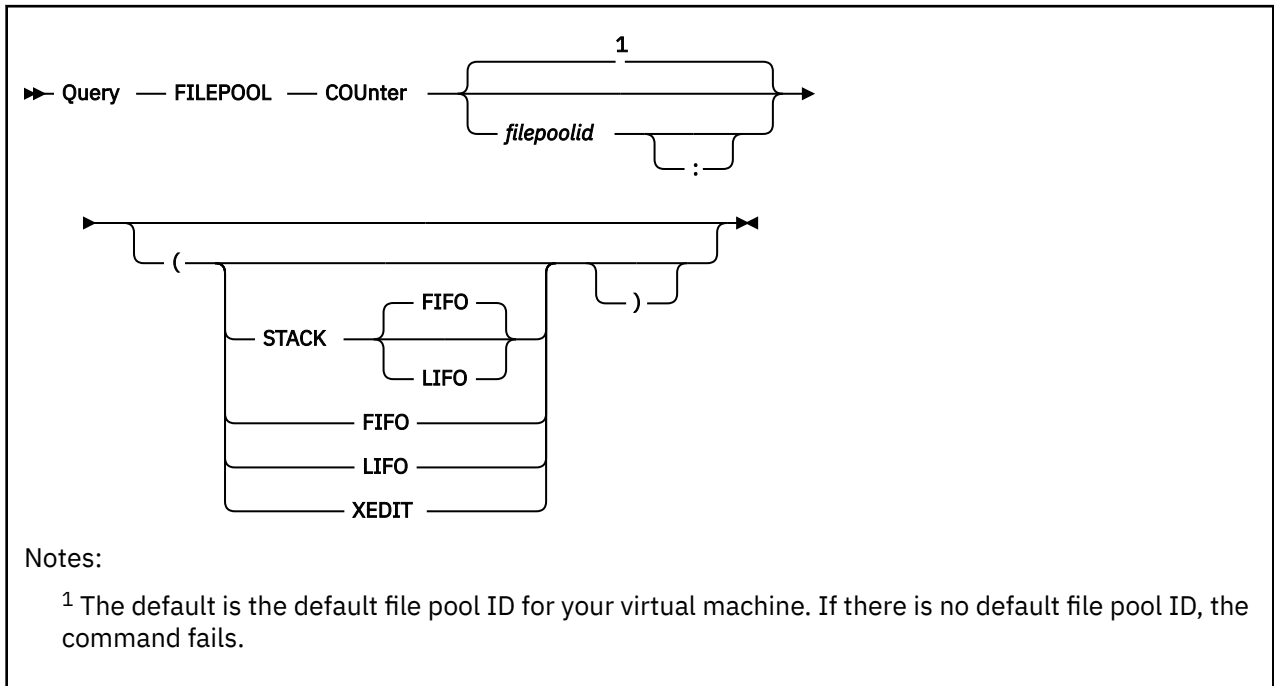 1
Query FILEPOOL COUnter
filepoolid
:
(
FIFO
)
STACK
LIFO
FIFO
LIFO
XEDIT
Notes:
1 The default is the default file pool ID for your virtual machine. If there is no default file pool ID, the
command fails.